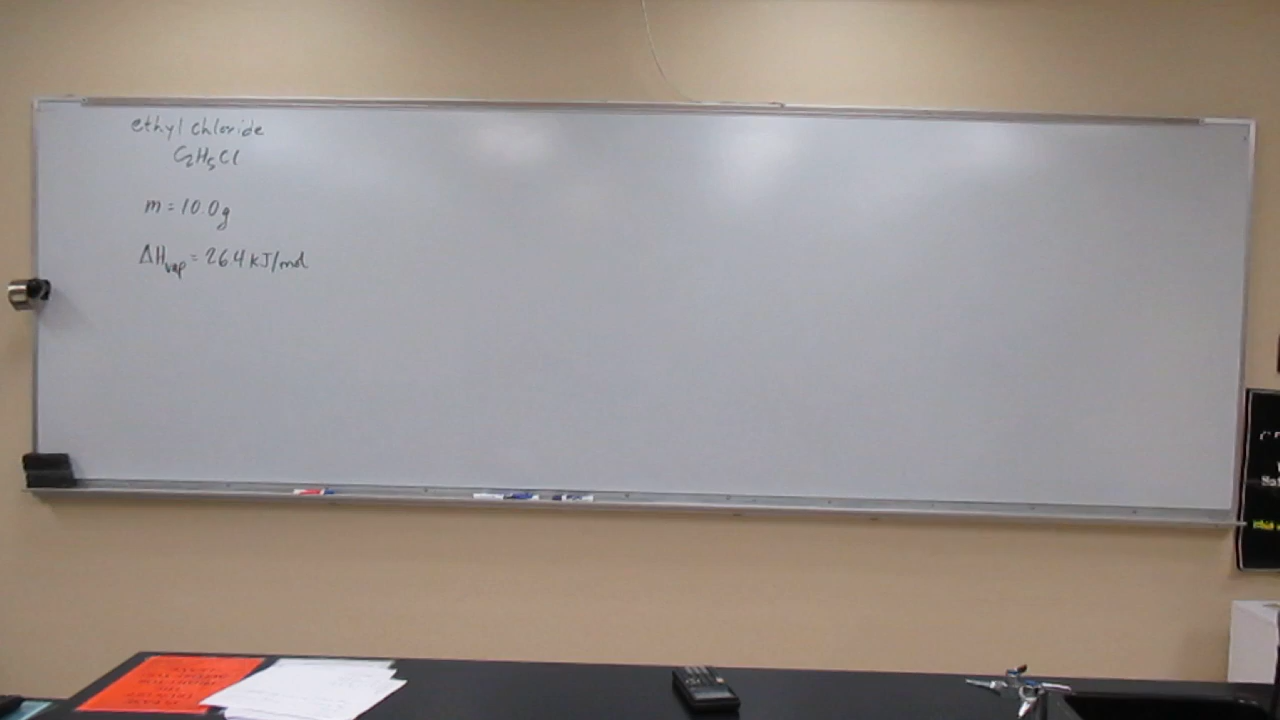 ethyl chloride
C₂H₅Cl
m = 10.0g
ΔHvap = 26.4 kJ/mol